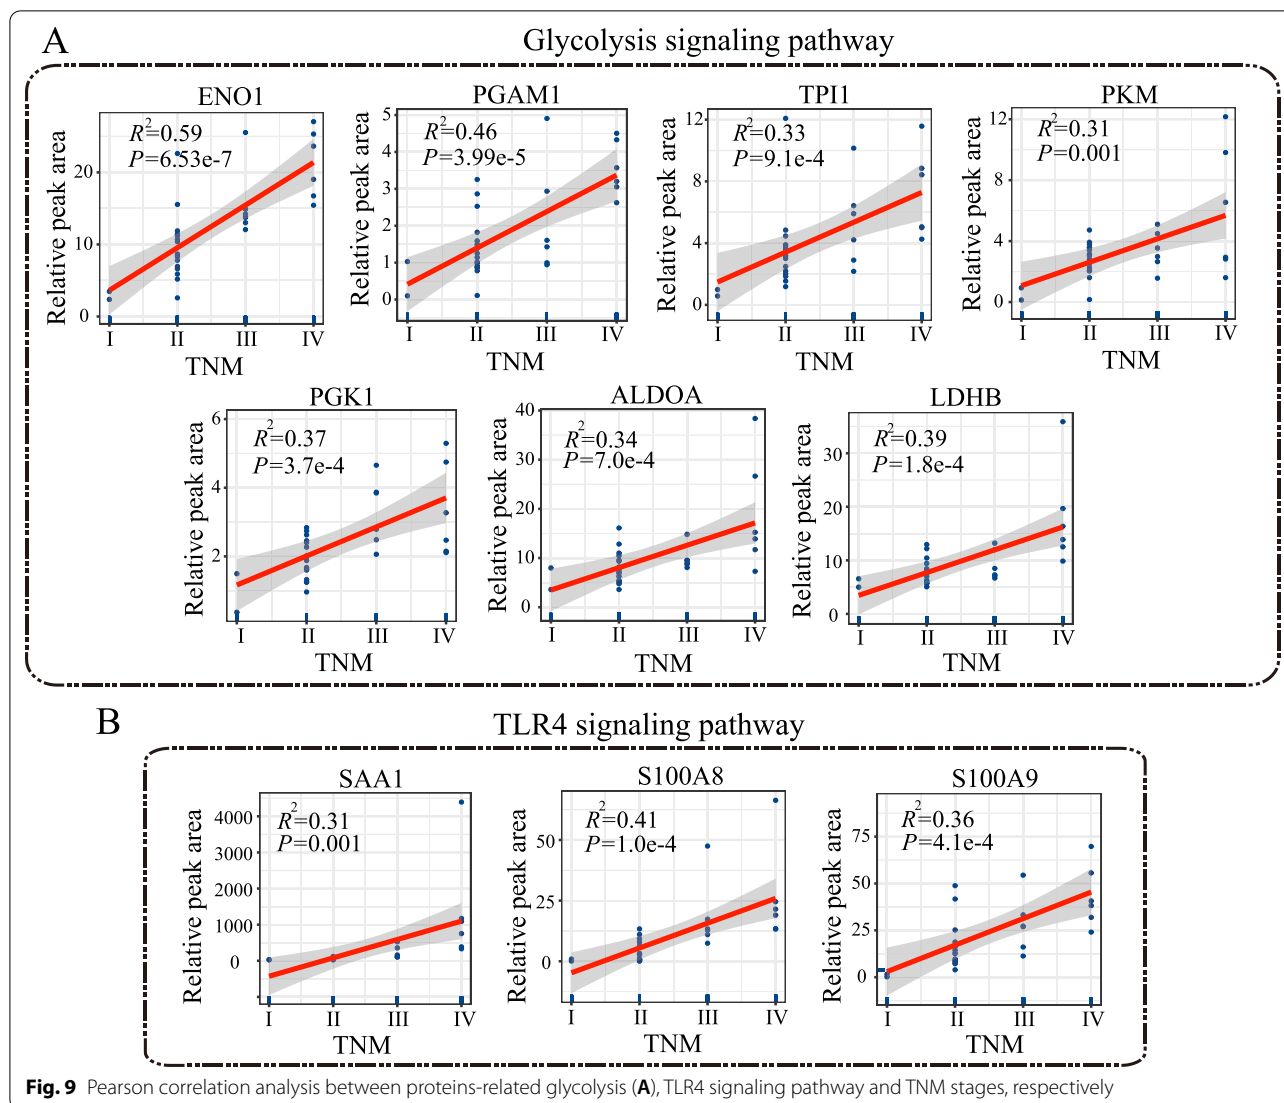 A
Glycolysis signaling pathway
ENO1
R²=0.59
P=6.53e-7
Relative peak area
20
10
0
I II III IV
TNM
PGAM1
R²=0.46
P=3.99e-5
Relative peak area
5
4
3
2
1
0
I II III IV
TNM
TPI1
R²=0.33
P=9.1e-4
Relative peak area
12
8
4
0
I II III IV
TNM
PKM
R²=0.31
P=0.001
Relative peak area
12
8
4
0
I II III IV
TNM
PGK1
R²=0.37
P=3.7e-4
Relative peak area
6
4
2
I II III IV
TNM
ALDOA
R²=0.34
P=7.0e-4
Relative peak area
40
30
20
10
0
I II III IV
TNM
LDHB
R²=0.39
P=1.8e-4
Relative peak area
30
20
10
0
I II III IV
TNM
B
TLR4 signaling pathway
SAA1
R²=0.31
P=0.001
Relative peak area
4000
3000
2000
1000
0
I II III IV
TNM
S100A8
R²=0.41
P=1.0e-4
Relative peak area
50
25
0
I II III IV
TNM
S100A9
R²=0.36
P=4.1e-4
Relative peak area
75
50
25
0
I II III IV
TNM
Fig. 9 Pearson correlation analysis between proteins-related glycolysis (A), TLR4 signaling pathway and TNM stages, respectively